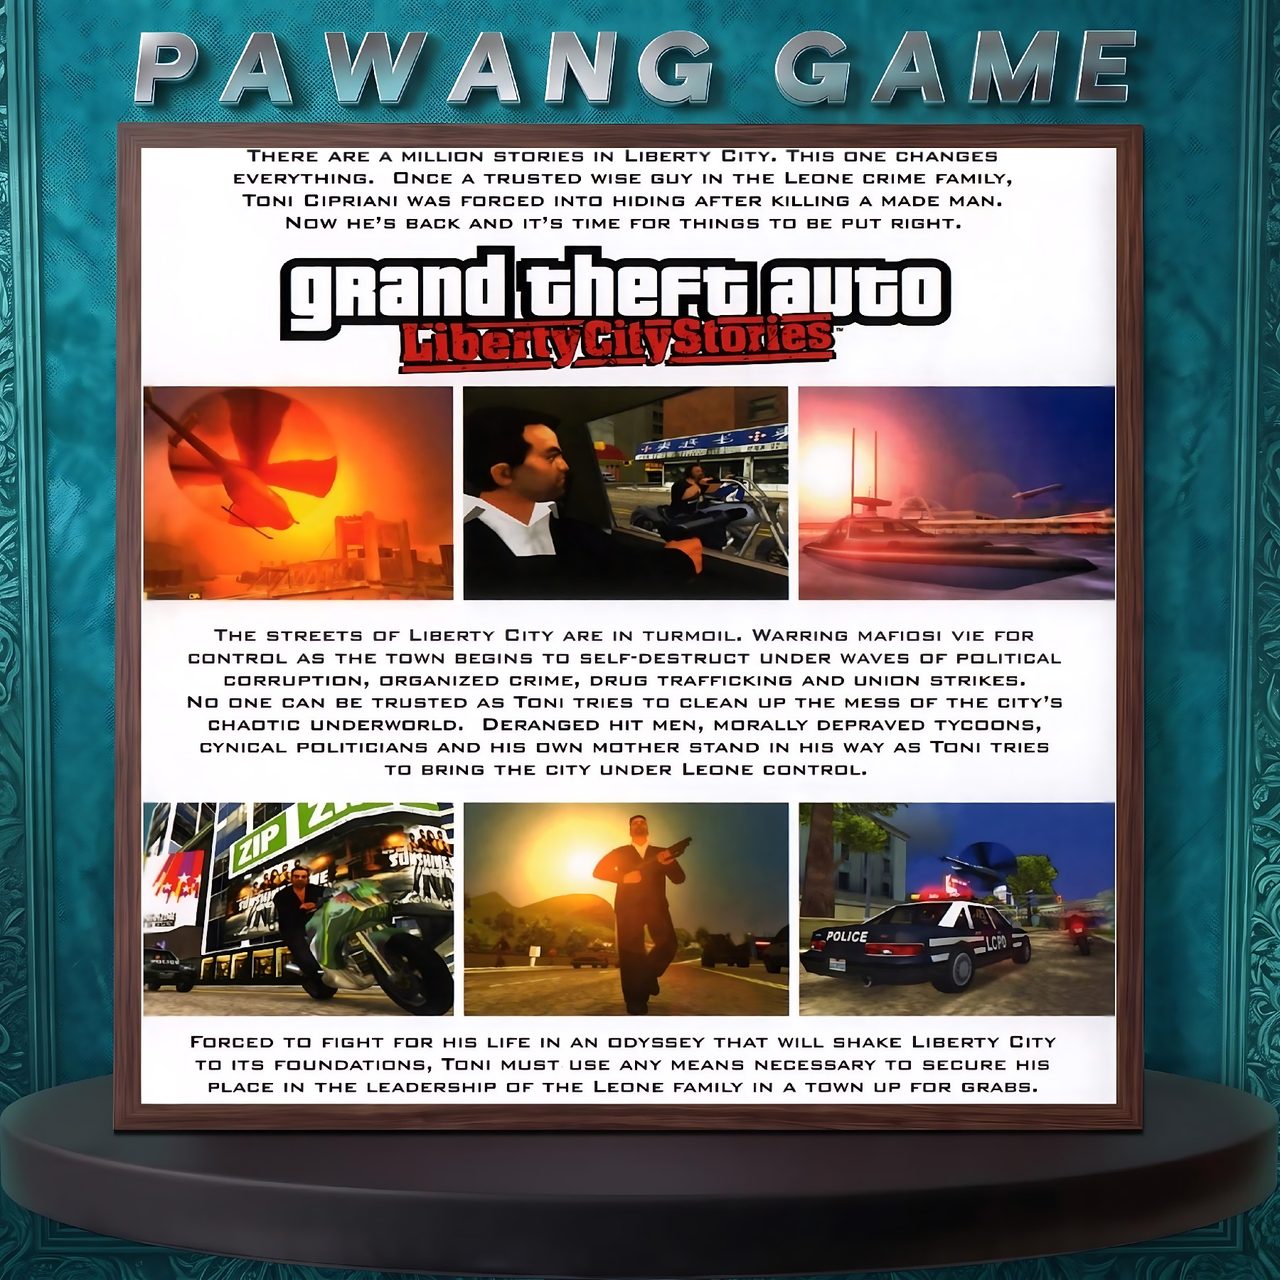 PAWANG GAME
There are a million stories in Liberty City. This one changes
everything. Once a trusted wise guy in the Leone crime family,
Toni Cipriani was forced into hiding after killing a made man.
Now he's back and it's time for things to be put right.
grand theft auto
Liberty City Stories
The streets of Liberty City are in turmoil. Warring mafiosi vie for
control as the town begins to self-destruct under waves of political
corruption, organized crime, drug trafficking and union strikes.
No one can be trusted as Toni tries to clean up the mess of the city's
chaotic underworld. Deranged hit men, morally depraved tycoons,
cynical politicians and his own mother stand in his way as Toni tries
to bring the city under Leone control.
ZIP
POLICE
LCPD
Forced to fight for his life in an odyssey that will shake Liberty City
to its foundations, Toni must use any means necessary to secure his
place in the leadership of the Leone family in a town up for grabs.